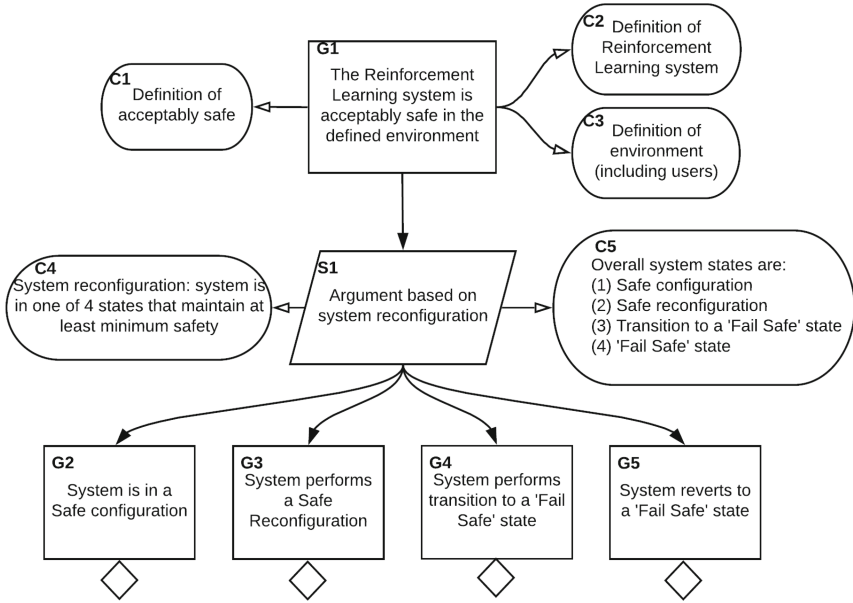 G1
The Reinforcement
Learning system is
acceptably safe in the
defined environment
C1
Definition of
acceptably safe
C2
Definition of
Reinforcement
Learning system
C3
Definition of
environment
(including users)
S1
Argument based on
system reconfiguration
C4
System reconfiguration: system is
in one of 4 states that maintain at
least minimum safety
C5
Overall system states are:
(1) Safe configuration
(2) Safe reconfiguration
(3) Transition to a 'Fail Safe' state
(4) 'Fail Safe' state
G2
System is in a
Safe configuration
G3
System performs
a Safe
Reconfiguration
G4
System performs
transition to a 'Fail
Safe' state
G5
System reverts to
a 'Fail Safe' state